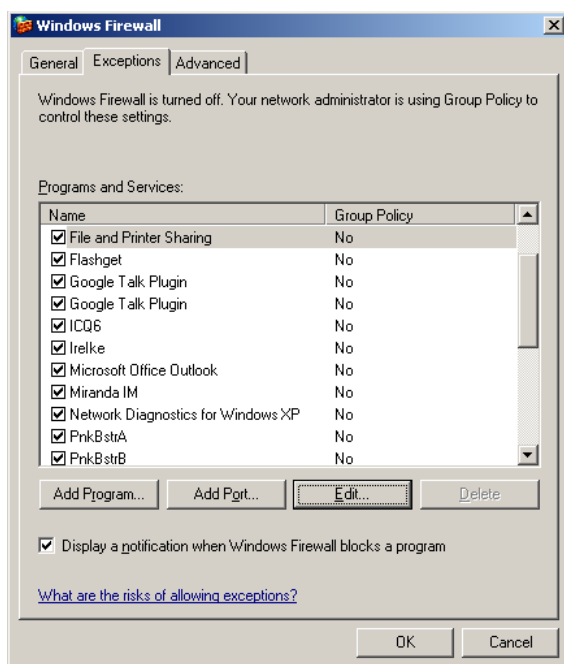 Windows Firewall
General Exceptions Advanced
Windows Firewall is turned off. Your network administrator is using Group Policy to
control these settings.
Programs and Services:
Name Group Policy
File and Printer Sharing No
Flashget No
Google Talk Plugin No
Google Talk Plugin No
ICQ6 No
Irelke No
Microsoft Office Outlook No
Miranda IM No
Network Diagnostics for Windows XP No
PnkBstrA No
PnkBstrB No
Add Program... Add Port... Edit... Delete
Display a notification when Windows Firewall blocks a program
What are the risks of allowing exceptions?
OK Cancel